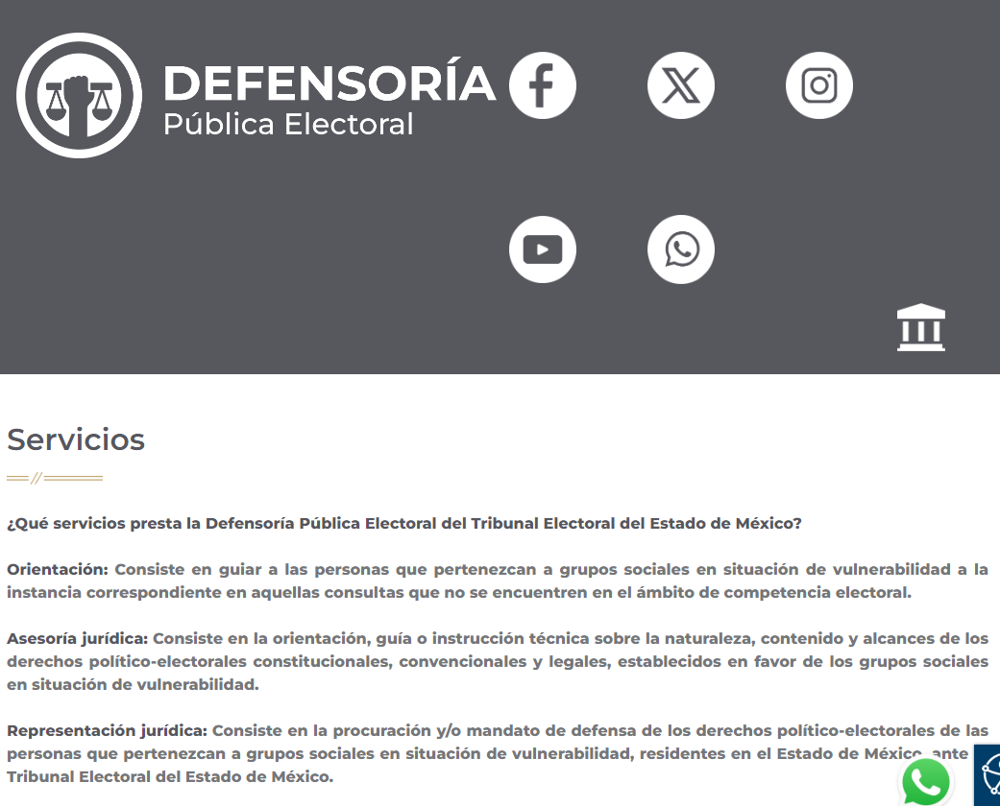 DEFENSORÍA
Pública Electoral
Servicios
¿Qué servicios presta la Defensoría Pública Electoral del Tribunal Electoral del Estado de México?
Orientación: Consiste en guiar a las personas que pertenezcan a grupos sociales en situación de vulnerabilidad a la
instancia correspondiente en aquellas consultas que no se encuentren en el ámbito de competencia electoral.
Asesoría jurídica: Consiste en la orientación, guía o instrucción técnica sobre la naturaleza, contenido y alcances de los
derechos político-electorales constitucionales, convencionales y legales, establecidos en favor de los grupos sociales
en situación de vulnerabilidad.
Representación jurídica: Consiste en la procuración y/o mandato de defensa de los derechos político-electorales de las
personas que pertenezcan a grupos sociales en situación de vulnerabilidad, residentes en el Estado de México, ante
Tribunal Electoral del Estado de México.